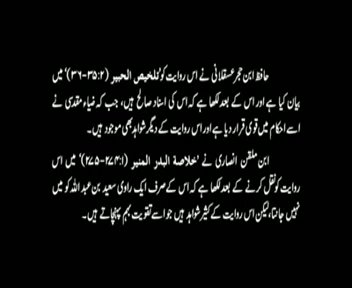 حافظ ابن حجر عسقلانی نے اس روایت کو ’تلخیص الحبیر (۲:۳۵-۳۶)‘ میں
بیان کیا ہے اور اس کے بعد لکھا ہے کہ اس کی اسناد صالح ہیں، جب کہ ضیاء مقدسی نے
اسے احکام میں قوی قرار دیا ہے اور اس روایت کے دیگر شواہد بھی موجود ہیں۔
ابن ملقن انصاری نے ’خلاصۃ البدر المنیر (۱:۲۷۴-۲۷۵)‘ میں اس
روایت کو نقل کرنے کے بعد لکھا ہے کہ اس کے صرف ایک راوی سعید بن عبد اللہ کو میں
نہیں جانتا، لیکن اس روایت کے کثیر شواہد ہیں جو اسے تقویت بہم پہنچاتے ہیں۔